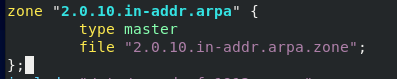 zone "2.0.10.in-addr.arpa" {
type master
file "2.0.10.in-addr.arpa.zone";
};